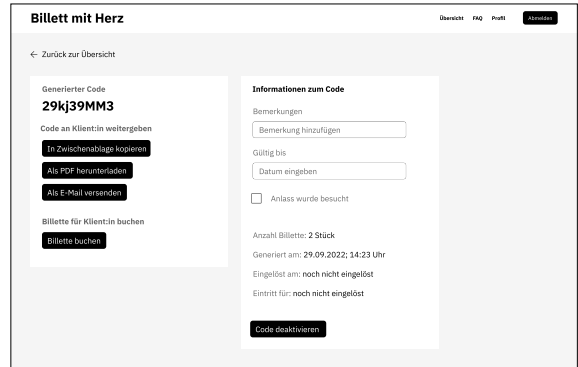 Billett mit Herz
Übersicht FAQ Profil Abmelden
← Zurück zur Übersicht
Generierter Code
29kj39MM3
Code an Klient:in weitergeben
In Zwischenablage kopieren
Als PDF herunterladen
Als E-Mail versenden
Billette für Klient:in buchen
Billette buchen
Informationen zum Code
Bemerkungen
Bemerkung hinzufügen
Gültig bis
Datum eingeben
Anlass wurde besucht
Anzahl Billette: 2 Stück
Generiert am: 29.09.2022; 14:23 Uhr
Eingelöst am: noch nicht eingelöst
Eintritt für: noch nicht eingelöst
Code deaktivieren